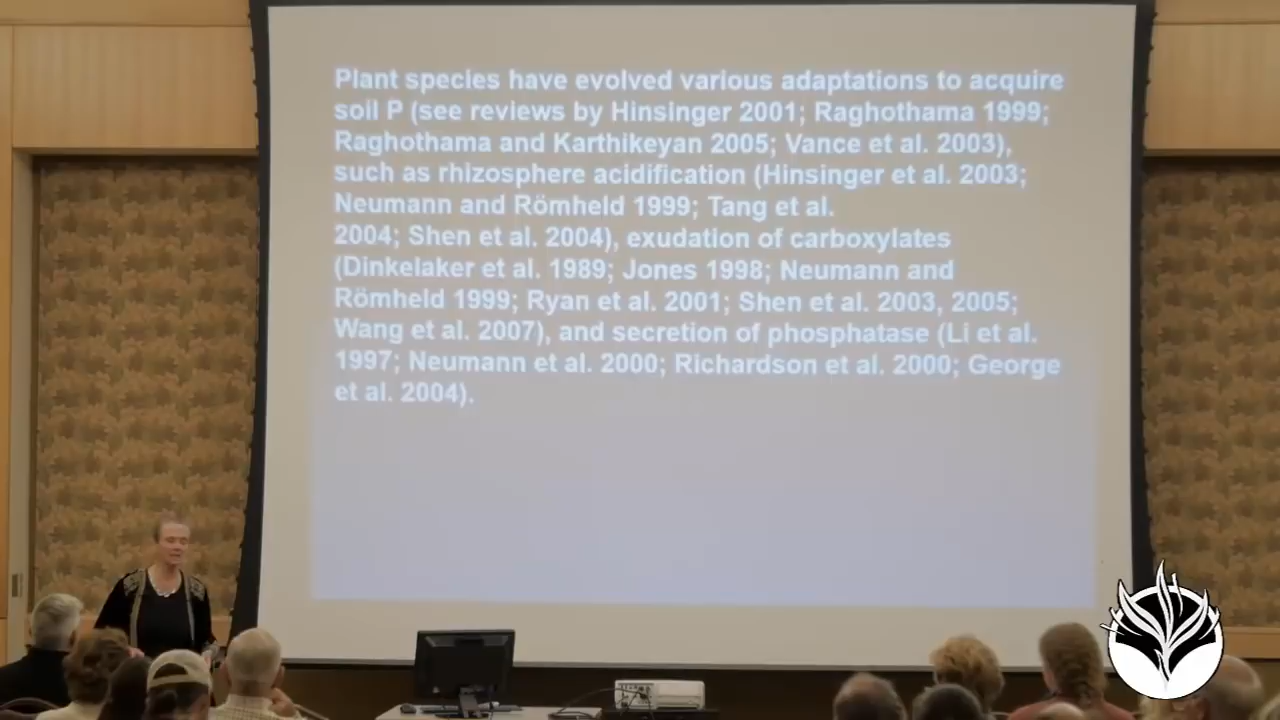 Plant species have evolved various adaptations to acquire
soil P (see reviews by Hinsinger 2001; Raghothama 1999;
Raghothama and Karthikeyan 2005; Vance et al. 2003),
such as rhizosphere acidification (Hinsinger et al. 2003;
Neumann and Römheld 1999; Tang et al.
2004; Shen et al. 2004), exudation of carboxylates
(Dinkelaker et al. 1989; Jones 1998; Neumann and
Römheld 1999; Ryan et al. 2001; Shen et al. 2003, 2005;
Wang et al. 2007), and secretion of phosphatase (Li et al.
1997; Neumann et al. 2000; Richardson et al. 2000; George
et al. 2004).